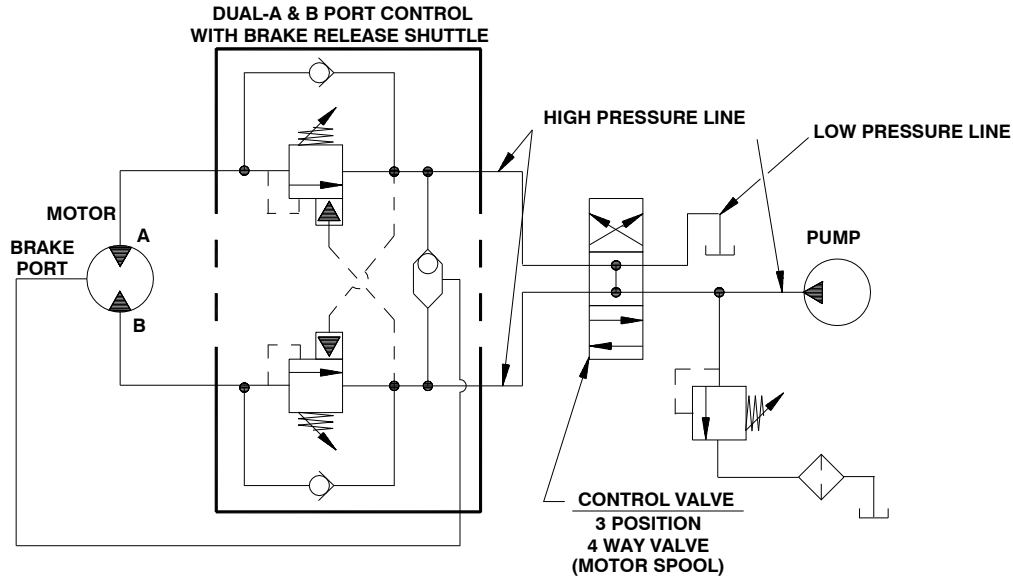 DUAL-A & B PORT CONTROL
WITH BRAKE RELEASE SHUTTLE
HIGH PRESSURE LINE
LOW PRESSURE LINE
MOTOR
A
BRAKE
PORT
B
PUMP
CONTROL VALVE
3 POSITION
4 WAY VALVE
(MOTOR SPOOL)